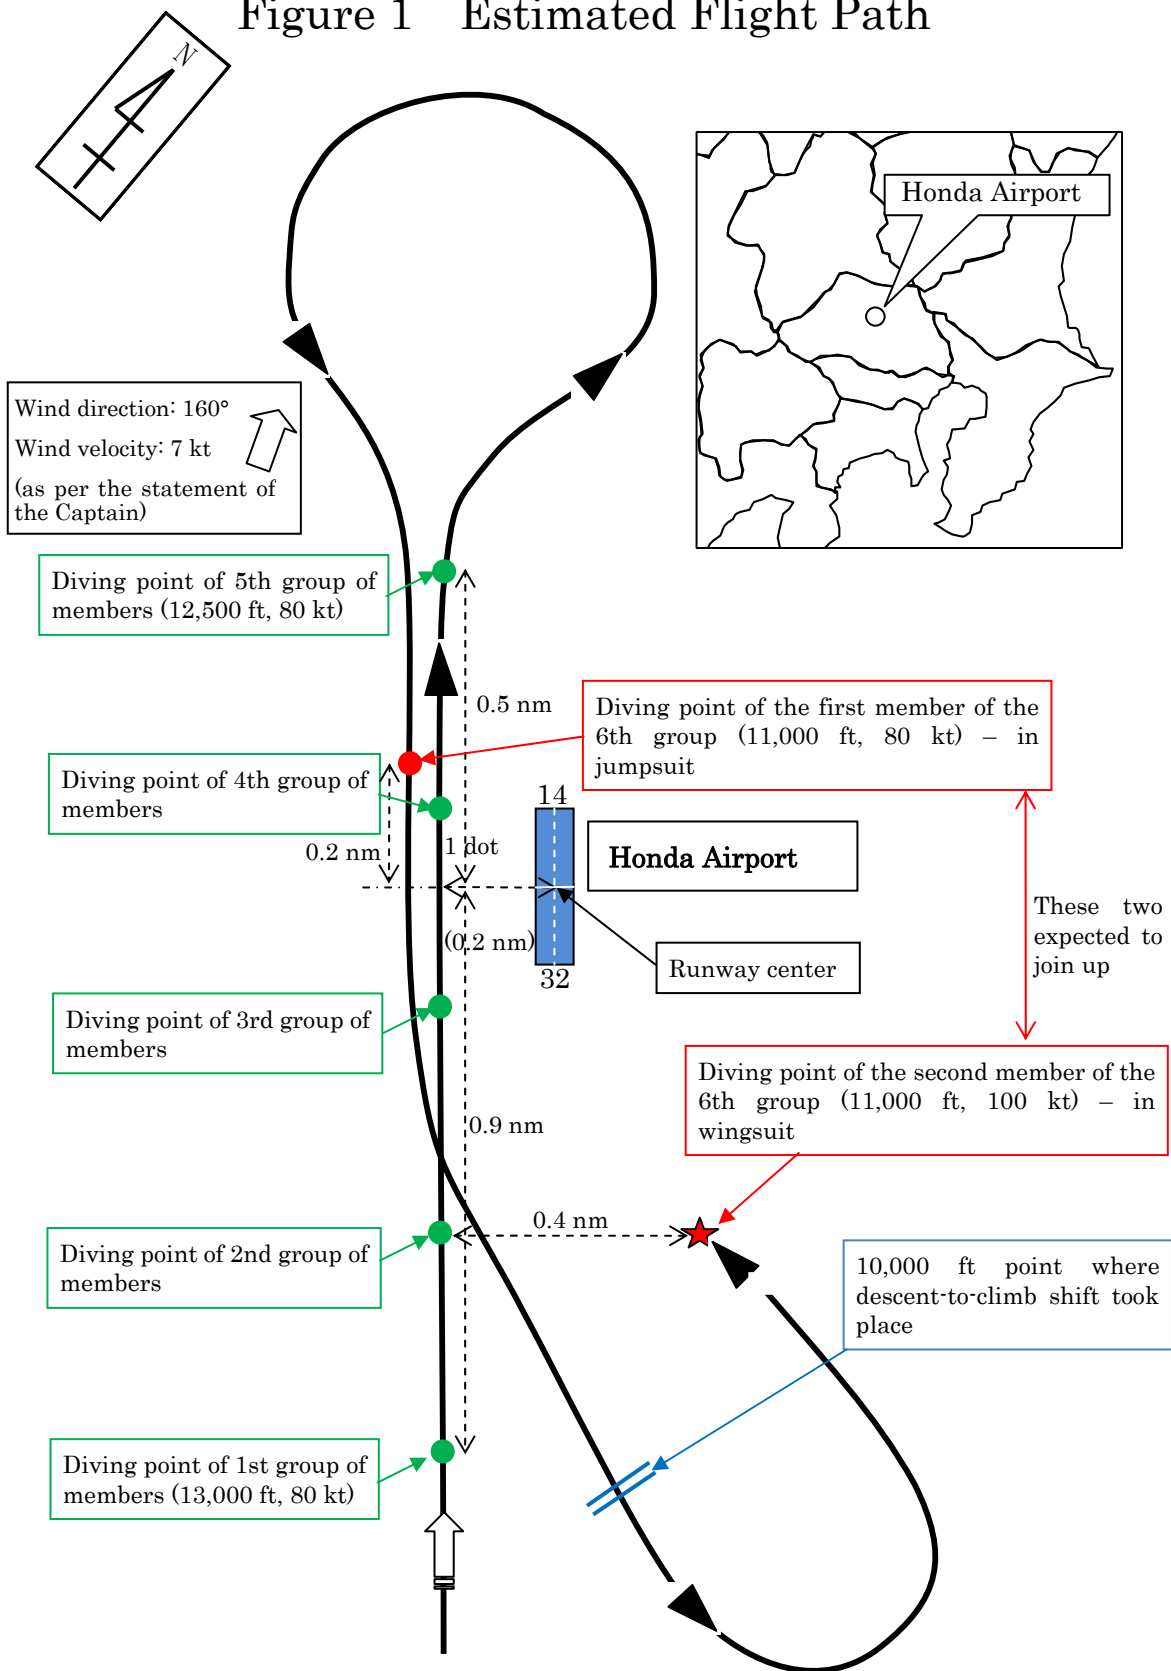 Figure 1 Estimated Flight Path
N
Honda Airport
Wind direction: 160°
Wind velocity: 7 kt
(as per the statement of
the Captain)
Diving point of 5th group of
members (12,500 ft, 80 kt)
0.5 nm
Diving point of the first member of the
6th group (11,000 ft, 80 kt) – in
jumpsuit
Diving point of 4th group of
members
14
0.2 nm
1 dot
Honda Airport
(0.2 nm)
These two
expected to
join up
Runway center
32
Diving point of 3rd group of
members
Diving point of the second member of the
6th group (11,000 ft, 100 kt) – in
wingsuit
0.9 nm
0.4 nm
Diving point of 2nd group of
members
10,000 ft point where
descent-to-climb shift took
place
Diving point of 1st group of
members (13,000 ft, 80 kt)